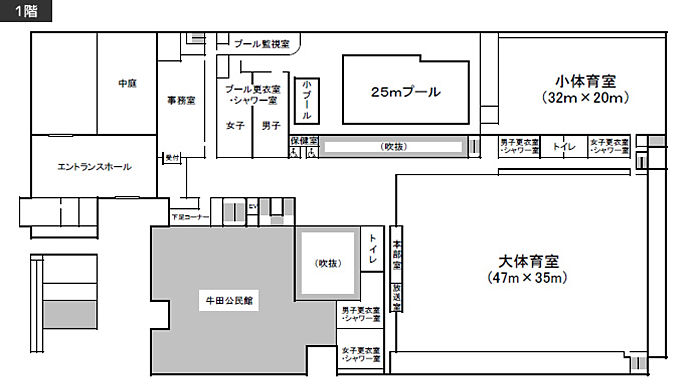 1階
プール監視室
中庭
事務室
プール更衣室
・シャワー室
女子
男子
小プール
25mプール
小体育室
(32m×20m)
保健室
(吹抜)
男子更衣室
・シャワー室
トイレ
女子更衣室
・シャワー室
受付
エントランスホール
下足コーナー
EV
牛田公民館
(吹抜)
トイレ
本部室
放送室
大体育室
(47m×35m)
男子更衣室
・シャワー室
女子更衣室
・シャワー室